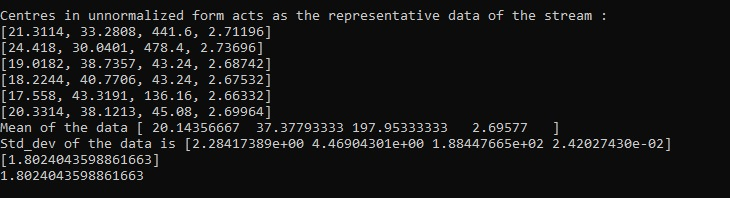 Centres in unnormalized form acts as the representative data of the stream :
[21.3114, 33.2808, 441.6, 2.71196]
[24.418, 30.0401, 478.4, 2.73696]
[19.0182, 38.7357, 43.24, 2.68742]
[18.2244, 40.7706, 43.24, 2.67532]
[17.558, 43.3191, 136.16, 2.66332]
[20.3314, 38.1213, 45.08, 2.69964]
Mean of the data [ 20.14356667  37.37793333 197.95333333   2.69577   ]
Std_dev of the data is [2.28417389e+00 4.46904301e+00 1.88447665e+02 2.42027430e-02]
[1.8024043598861663]
1.8024043598861663